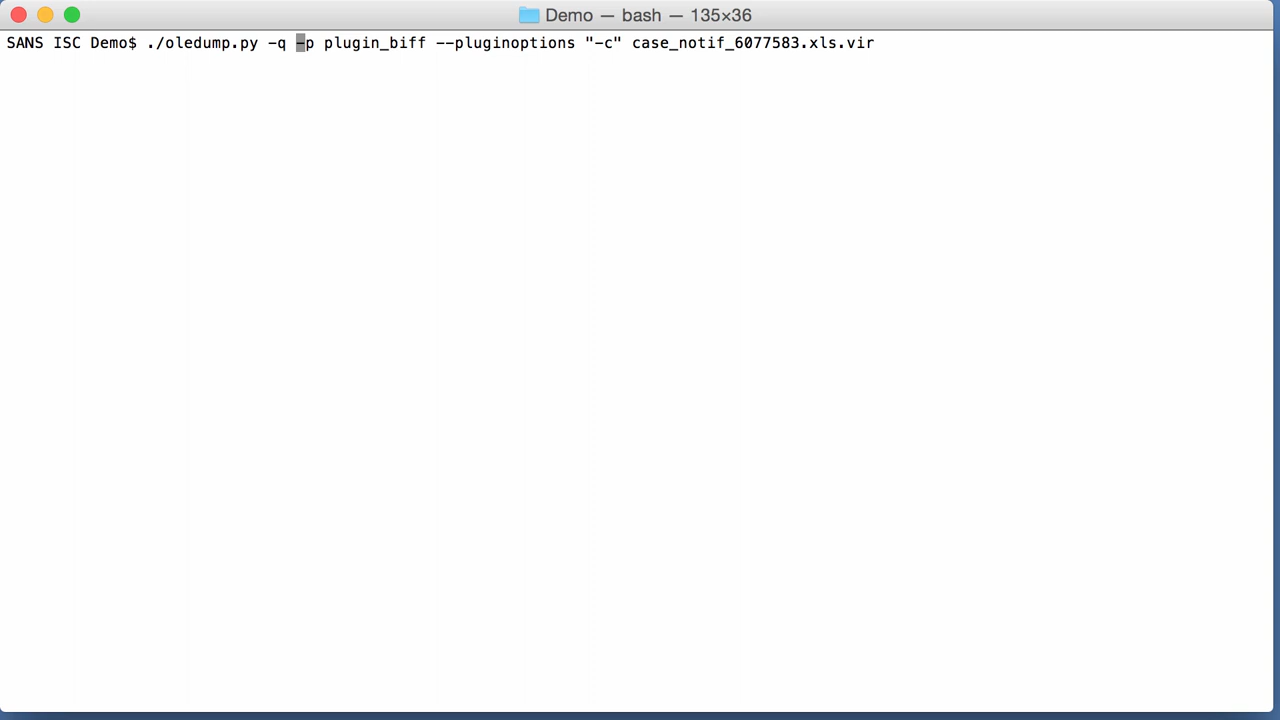 Demo — bash — 135×36
SANS ISC Demo$ ./oledump.py -q -p plugin_biff --pluginoptions "-c" case_notif_6077583.xls.vir